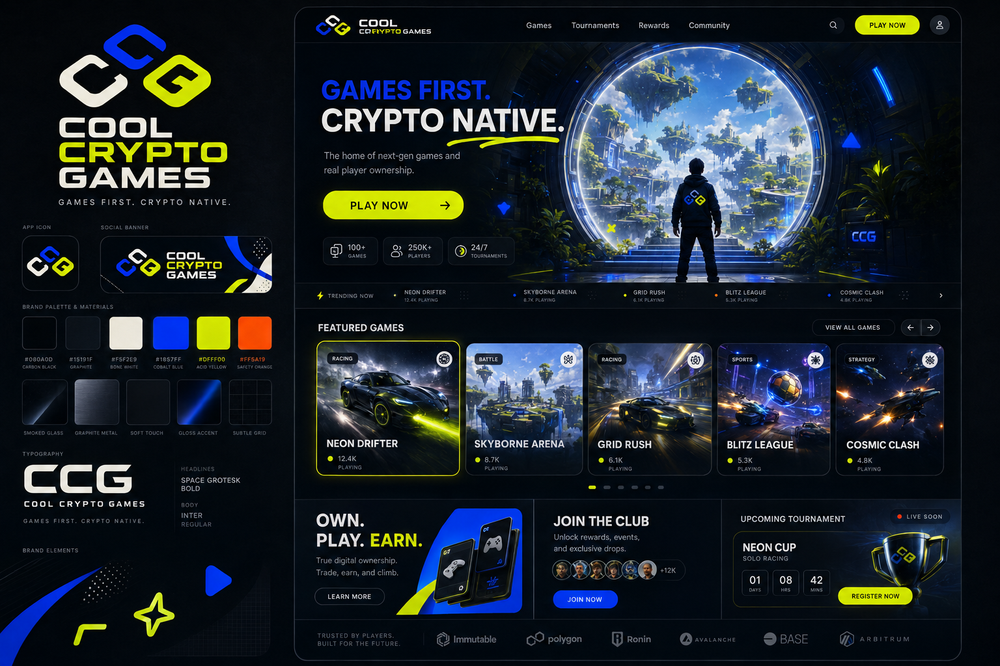 COOL
CRYPTO
GAMES
GAMES FIRST. CRYPTO NATIVE.
APP ICON
SOCIAL BANNER
CCG
COOL
CRYPTO
GAMES
BRAND PALETTE & MATERIALS
#080A0D
CARBON BLACK
#15191F
GRAPHITE
#F5F2E9
BONE WHITE
#1857FF
COBALT BLUE
#DFFF00
ACID YELLOW
#FF5A19
SAFETY ORANGE
SMOKED GLASS
GRAPHITE METAL
SOFT TOUCH
GLOSS ACCENT
SUBTLE GRID
TYPOGRAPHY
CCG
COOL CRYPTO GAMES
GAMES FIRST. CRYPTO NATIVE.
HEADLINES
SPACE GROTESK
BOLD
BODY
INTER
REGULAR
BRAND ELEMENTS
COOL
GAMES
Games
Tournaments
Rewards
Community
PLAY NOW
GAMES FIRST.
CRYPTO NATIVE.
The home of next-gen games and
real player ownership.
PLAY NOW
100+
GAMES
250K+
PLAYERS
24/7
TOURNAMENTS
CCG
TRENDING NOW
NEON DRIFTER
12.4K PLAYING
SKYBORNE ARENA
8.7K PLAYING
GRID RUSH
6.1K PLAYING
BLITZ LEAGUE
5.3K PLAYING
COSMIC CLASH
4.8K PLAYING
FEATURED GAMES
VIEW ALL GAMES
RACING
NEON DRIFTER
12.4K
PLAYING
BATTLE
SKYBORNE ARENA
8.7K
PLAYING
RACING
GRID RUSH
6.1K
PLAYING
SPORTS
BLITZ LEAGUE
5.3K
PLAYING
STRATEGY
COSMIC CLASH
4.8K
PLAYING
OWN.
PLAY. EARN.
True digital ownership.
Trade, earn, and climb.
LEARN MORE
JOIN THE CLUB
Unlock rewards, events,
and exclusive drops.
+12K
JOIN NOW
UPCOMING TOURNAMENT
LIVE SOON
NEON CUP
SOLO RACING
01
DAYS
08
HRS
42
MINS
REGISTER NOW
TRUSTED BY PLAYERS.
BUILT FOR THE FUTURE.
Immutable
polygon
Ronin
AVALANCHE
BASE
ARBITRUM